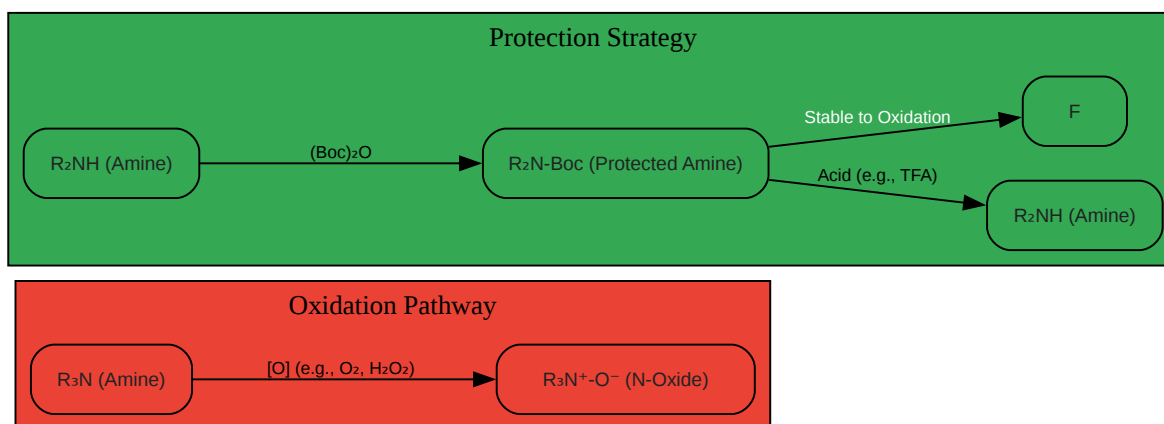 Protection Strategy
R₂NH (Amine)
(Boc)₂O
R₂N-Boc (Protected Amine)
Stable to Oxidation
F
Acid (e.g., TFA)
R₂NH (Amine)
Oxidation Pathway
R₃N (Amine)
[O] (e.g., O₂, H₂O₂)
R₃N⁺-O⁻ (N-Oxide)